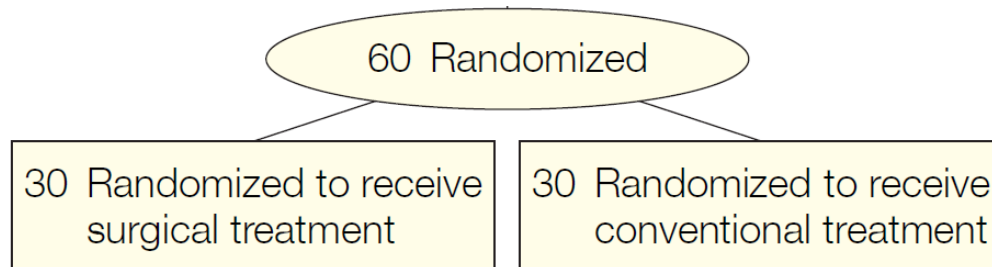 60 Randomized
30 Randomized to receive
surgical treatment
30 Randomized to receive
conventional treatment